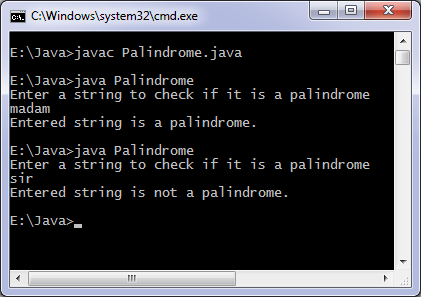 C:\Windows\system32\cmd.exe
E:\Java>javac Palindrome.java
E:\Java>java Palindrome
Enter a string to check if it is a palindrome
madam
Entered string is a palindrome.
E:\Java>java Palindrome
Enter a string to check if it is a palindrome
sir
Entered string is not a palindrome.
E:\Java>_